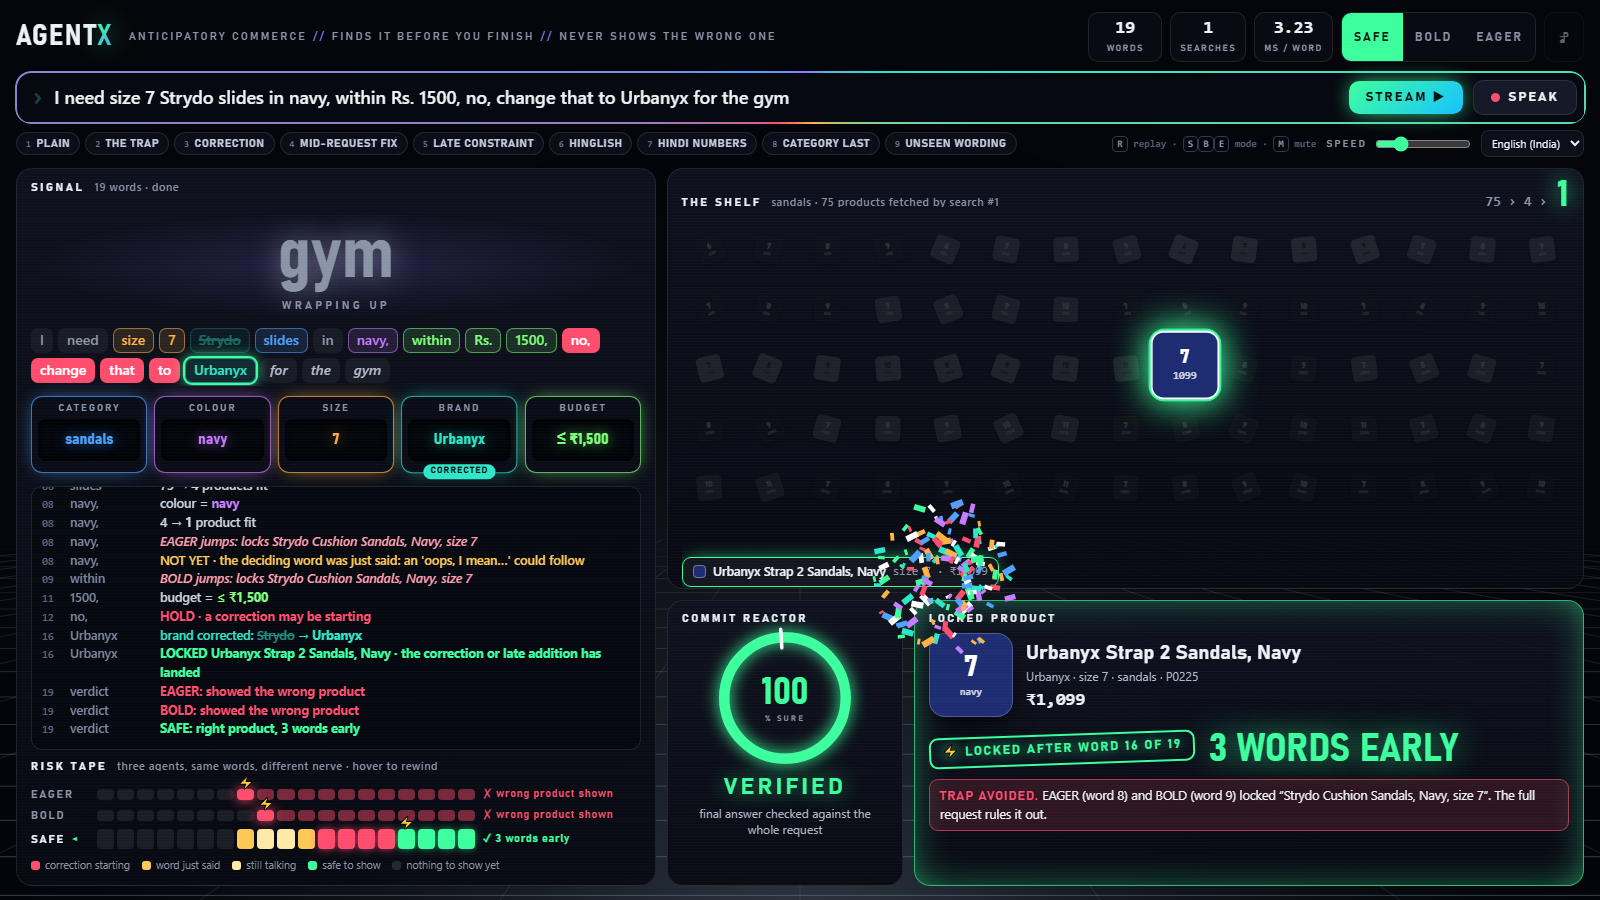 AGENTX
ANTICIPATORY COMMERCE // FINDS IT BEFORE YOU FINISH // NEVER SHOWS THE WRONG ONE
19 WORDS
1 SEARCHES
3.23 MS / WORD
SAFE BOLD EAGER
› I need size 7 Strydo slides in navy, within Rs. 1500, no, change that to Urbanyx for the gym
STREAM ▶ SPEAK
1 PLAIN 2 THE TRAP 3 CORRECTION 4 MID-REQUEST FIX 5 LATE CONSTRAINT 6 HINGLISH 7 HINDI NUMBERS 8 CATEGORY LAST 9 UNSEEN WORDING
R replay · S B E mode · M mute SPEED English (India)
SIGNAL 19 words · done
gym
WRAPPING UP
I need size 7 Strydo slides in navy, within Rs. 1500, no,
change that to Urbanyx for the gym
CATEGORY COLOUR SIZE BRAND BUDGET
sandals navy 7 Urbanyx ≤ ₹1,500
CORRECTED
08 slides 75 → 4 products fit
08 navy, colour = navy
08 navy, 4 → 1 product fit
08 navy, EAGER jumps: locks Strydo Cushion Sandals, Navy, size 7
08 navy, NOT YET · the deciding word was just said: an 'oops, I mean...' could follow
09 within BOLD jumps: locks Strydo Cushion Sandals, Navy, size 7
11 1500, budget = ≤ ₹1,500
12 no, HOLD · a correction may be starting
16 Urbanyx brand corrected: Strydo → Urbanyx
16 Urbanyx LOCKED Urbanyx Strap 2 Sandals, Navy · the correction or late addition has
landed
19 verdict EAGER: showed the wrong product
19 verdict BOLD: showed the wrong product
19 verdict SAFE: right product, 3 words early
RISK TAPE three agents, same words, different nerve · hover to rewind
EAGER ✗ wrong product shown
BOLD ✗ wrong product shown
SAFE ◂ ✓ 3 words early
correction starting word just said still talking safe to show nothing to show yet
THE SHELF sandals · 75 products fetched by search #1
75 › 4 › 1
7
1099
Urbanyx Strap 2 Sandals, Navy size
COMMIT REACTOR
100
% SURE
VERIFIED
final answer checked against the
whole request
LOCKED PRODUCT
7
navy
Urbanyx Strap 2 Sandals, Navy
Urbanyx · size 7 · sandals · P0225
₹1,099
⚡ LOCKED AFTER WORD 16 OF 19
3 WORDS EARLY
TRAP AVOIDED. EAGER (word 8) and BOLD (word 9) locked "Strydo Cushion Sandals, Navy, size 7". The full
request rules it out.